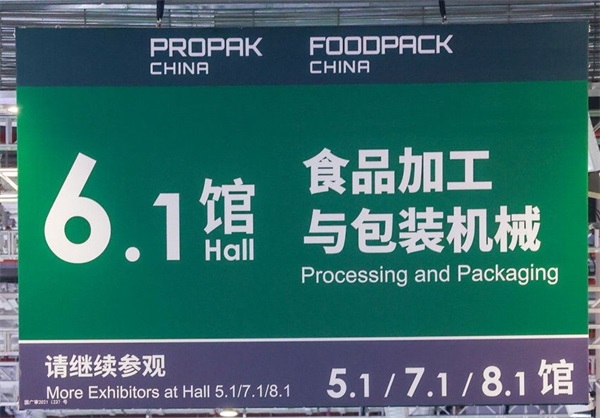 PROPAK
CHINA
FOODPACK
CHINA
6.1 馆
Hall
食品加工
与包装机械
Processing and Packaging
请继续参观
More Exhibitors at Hall 5.1/7.1/8.1
5.1 / 7.1 / 8.1 馆